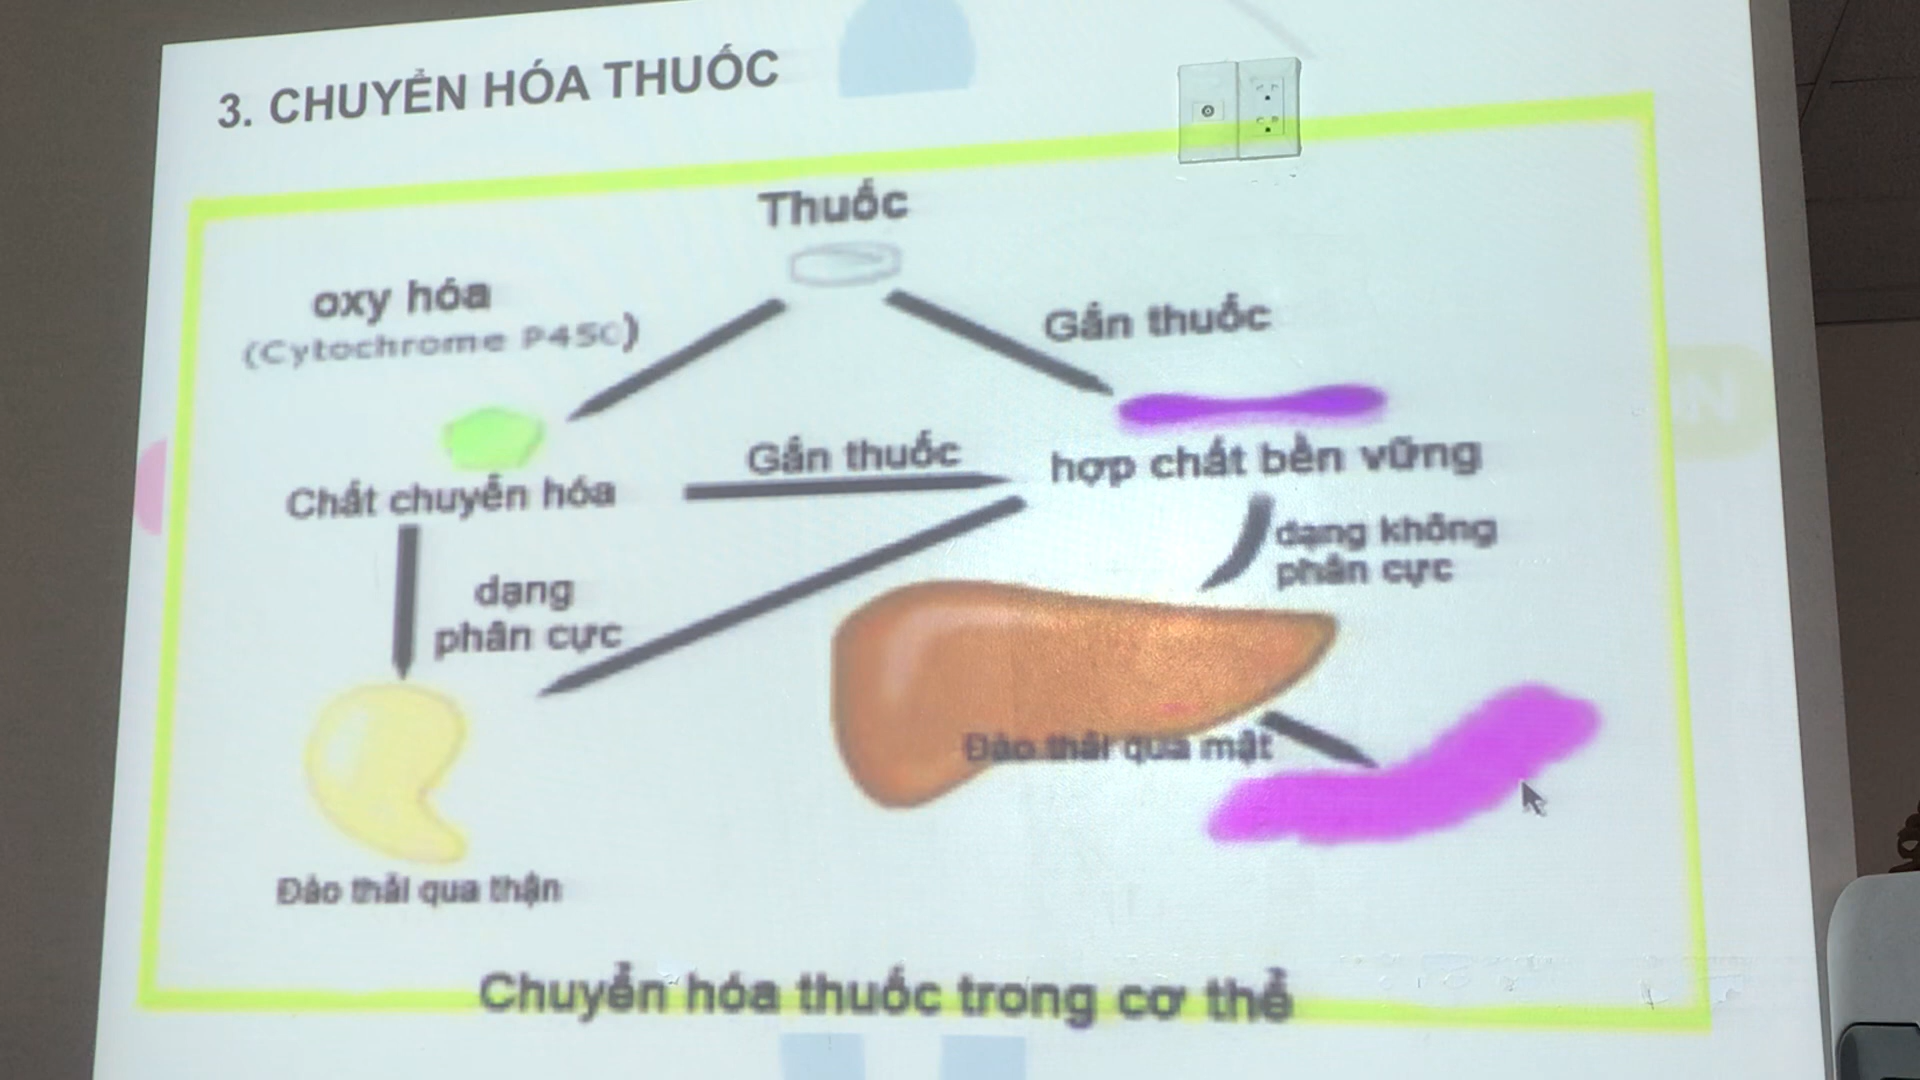 3. CHUYỂN HÓA THUỐC
Thuốc
oxy hóa
(Cytochrome P450)
Gắn thuốc
Chất chuyển hóa
Gắn thuốc
hợp chất bền vững
dạng không
phân cực
dạng
phân cực
Đào thải qua mật
Đào thải qua thận
Chuyển hóa thuốc trong cơ thể